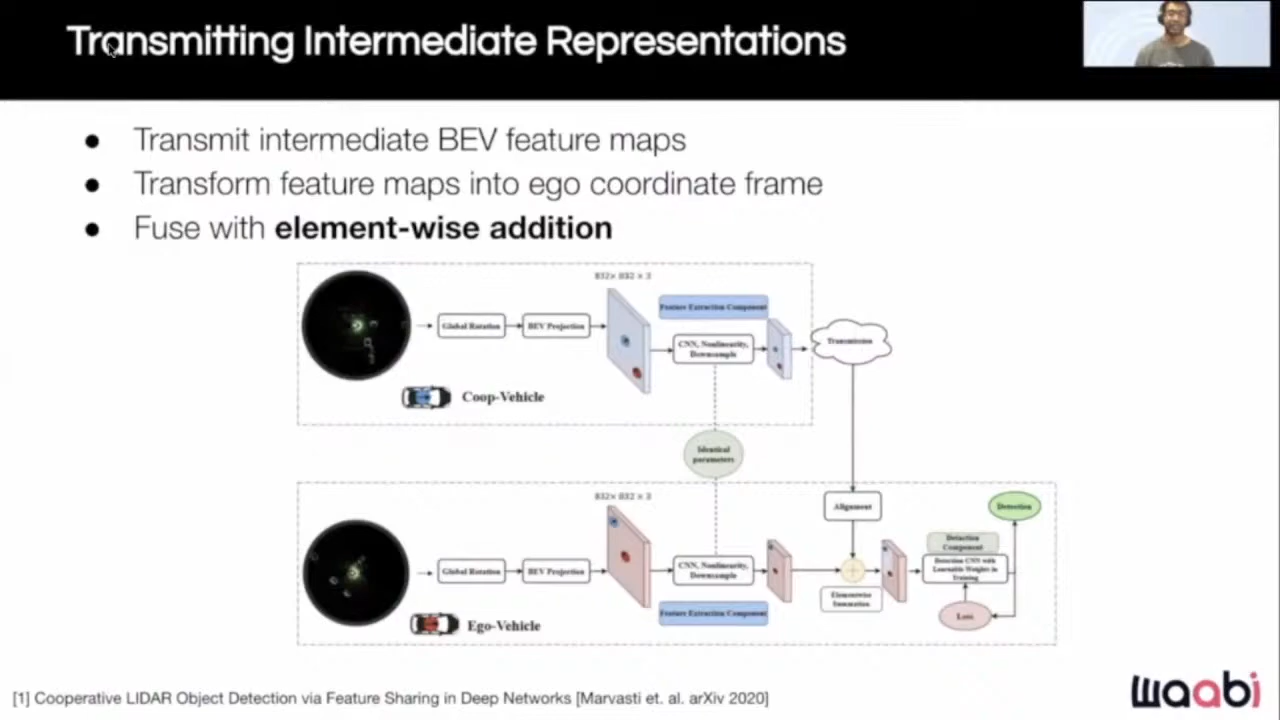 Transmitting Intermediate Representations
● Transmit intermediate BEV feature maps
● Transform feature maps into ego coordinate frame
● Fuse with element-wise addition
832× 832 × 3
Feature Extraction Component
Global Rotation
BEV Projection
CNN, Nonlinearity,
Downsample
Transmission
Coop-Vehicle
Identical
parameters
832× 832 × 3
Alignment
Detection
Detection
Component
Global Rotation
BEV Projection
CNN, Nonlinearity,
Downsample
Detection CNN with
Learnable Weights in
Training
Elementwise
Summation
Feature Extraction Component
Loss
Ego-Vehicle
[1] Cooperative LIDAR Object Detection via Feature Sharing in Deep Networks [Marvasti et. al. arXiv 2020]
waabi